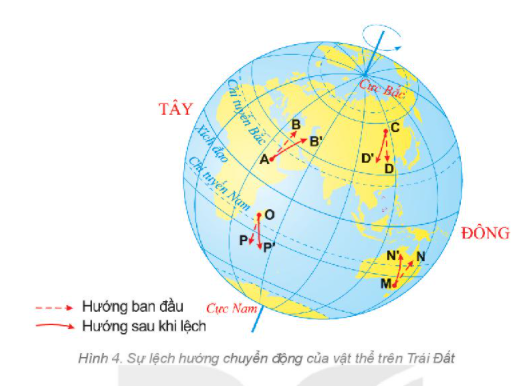 Cực Bắc
TÂY
Chí tuyến Bắc
B
B'
A
C
D'
D
Xích đạo
Chí tuyến Nam
O
P
P'
ĐÔNG
N'
N
M
Hướng ban đầu
Hướng sau khi lệch
Cực Nam
Hình 4. Sự lệch hướng chuyển động của vật thể trên Trái Đất